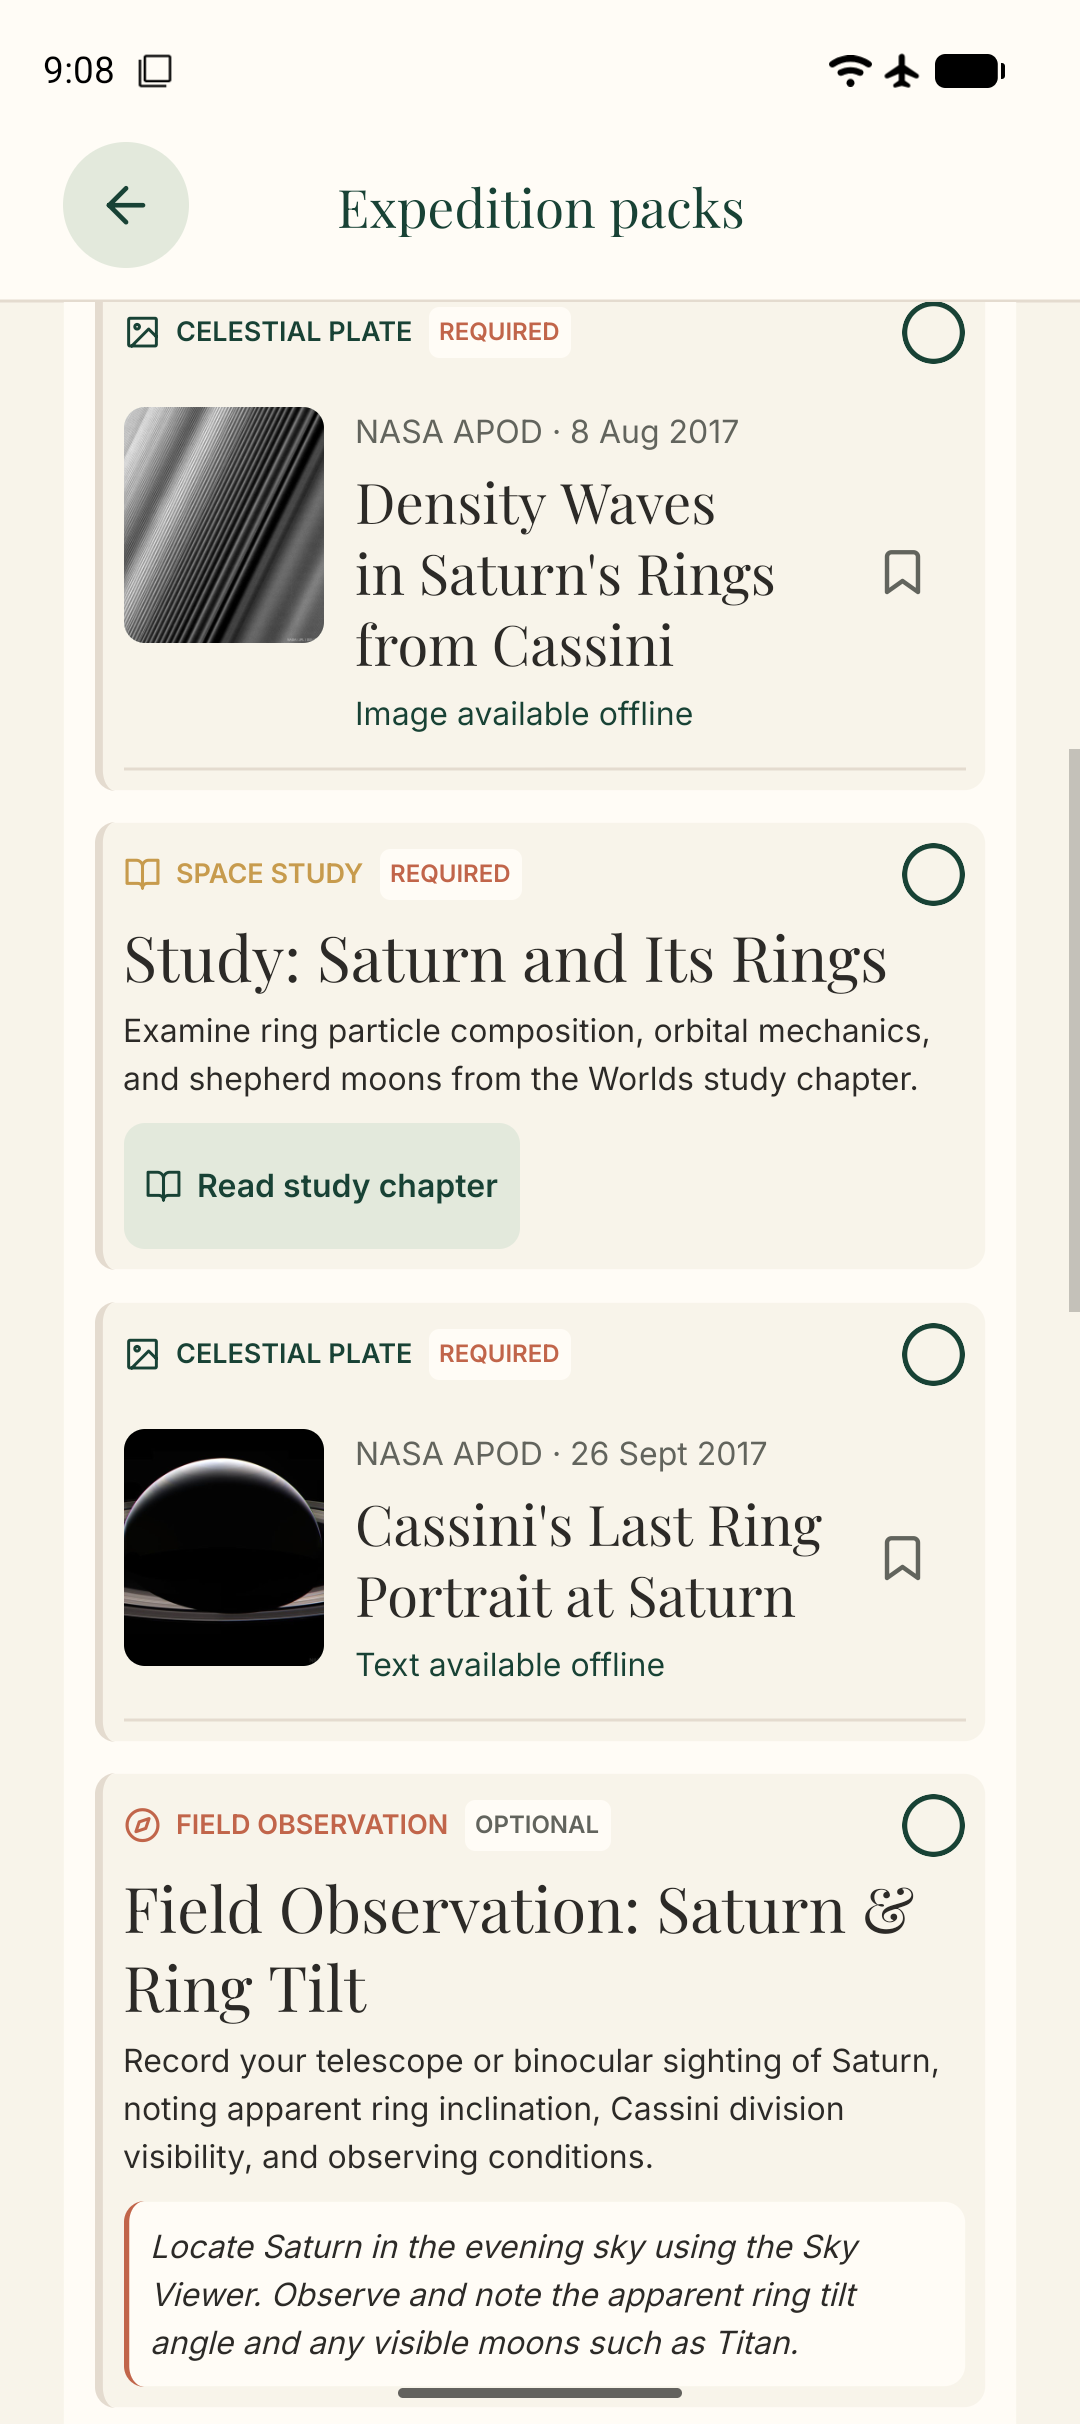 9:08
Expedition packs
CELESTIAL PLATE REQUIRED
NASA APOD · 8 Aug 2017
Density Waves
in Saturn's Rings
from Cassini
Image available offline
SPACE STUDY REQUIRED
Study: Saturn and Its Rings
Examine ring particle composition, orbital mechanics,
and shepherd moons from the Worlds study chapter.
Read study chapter
CELESTIAL PLATE REQUIRED
NASA APOD · 26 Sept 2017
Cassini's Last Ring
Portrait at Saturn
Text available offline
FIELD OBSERVATION OPTIONAL
Field Observation: Saturn &
Ring Tilt
Record your telescope or binocular sighting of Saturn,
noting apparent ring inclination, Cassini division
visibility, and observing conditions.
Locate Saturn in the evening sky using the Sky
Viewer. Observe and note the apparent ring tilt
angle and any visible moons such as Titan.